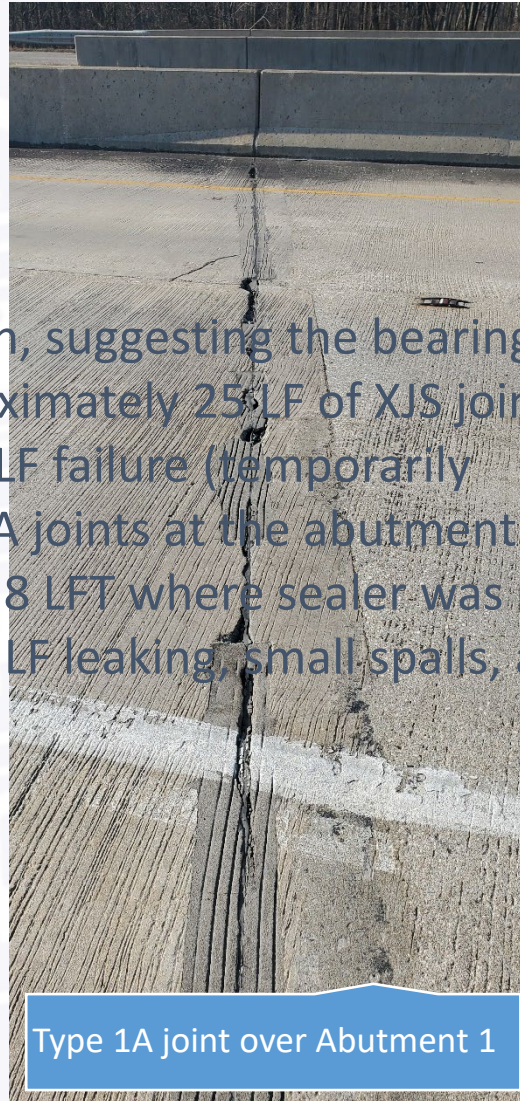 , suggesting the bearing
ximately 25 LF of XJS join
LF failure (temporarily
A joints at the abutment
8 LFT where sealer was
LF leaking, small spalls,
Type 1A joint over Abutment 1